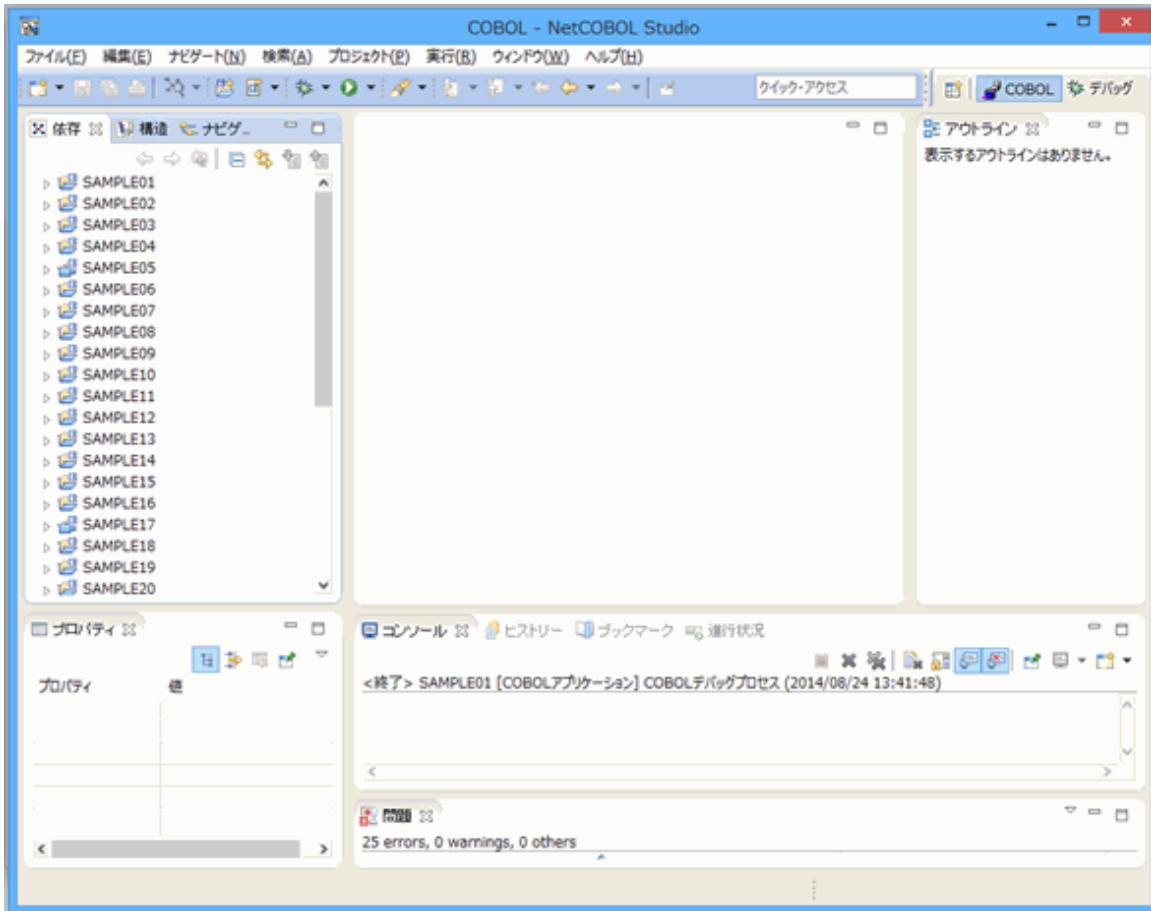 COBOL - NetCOBOL Studio
ファイル(F) 編集(E) ナビゲート(N) 検索(A) プロジェクト(P) 実行(R) ウィンドウ(W) ヘルプ(H)
クイック・アクセス COBOL デバッグ
依存 構造 ナビゲ...
SAMPLE01
SAMPLE02
SAMPLE03
SAMPLE04
SAMPLE05
SAMPLE06
SAMPLE07
SAMPLE08
SAMPLE09
SAMPLE10
SAMPLE11
SAMPLE12
SAMPLE13
SAMPLE14
SAMPLE15
SAMPLE16
SAMPLE17
SAMPLE18
SAMPLE19
SAMPLE20
アウトライン
表示するアウトラインはありません。
プロパティ
プロパティ 値
コンソール ヒストリー ブックマーク 進行状況
<終了> SAMPLE01 [COBOLアプリケーション] COBOLデバッグプロセス (2014/08/24 13:41:48)
問題
25 errors, 0 warnings, 0 others